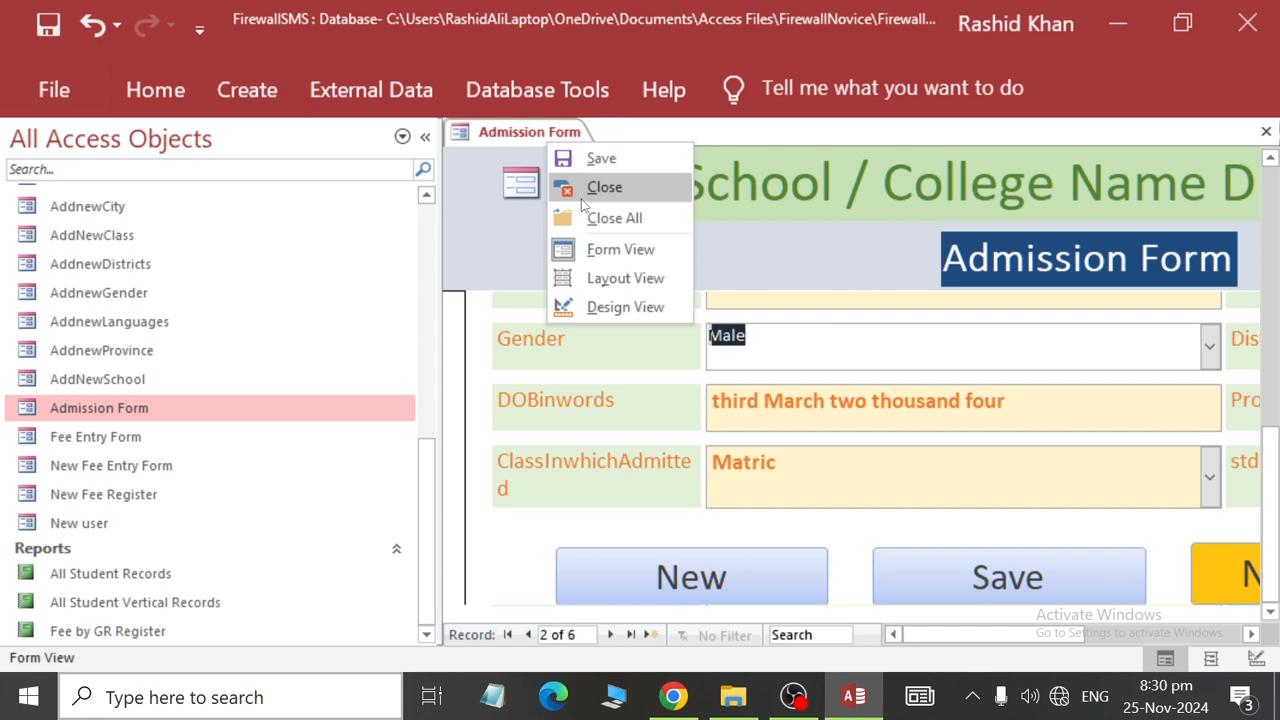 FirewallSMS : Database- C:\Users\RashidAliLaptop\OneDrive\Documents\Access Files\FirewallNovice\Firewall...
Rashid Khan
File Home Create External Data Database Tools Help Tell me what you want to do
All Access Objects
Search...
AddnewCity
AddNewClass
AddnewDistricts
AddnewGender
AddnewLanguages
AddnewProvince
AddNewSchool
Admission Form
Fee Entry Form
New Fee Entry Form
New Fee Register
New user
Reports
All Student Records
All Student Vertical Records
Fee by GR Register
Admission Form
Save
Close
Close All
Form View
Layout View
Design View
School / College Name D
Admission Form
Gender
Male
Dis
DOBinwords
third March two thousand four
Pro
ClassInwhichAdmitte
d
Matric
std
New
Save
N
Activate Windows
Go to Settings to activate Windows.
Record: 2 of 6 No Filter Search
Form View
Type here to search
ENG
8:30 pm
25-Nov-2024
3